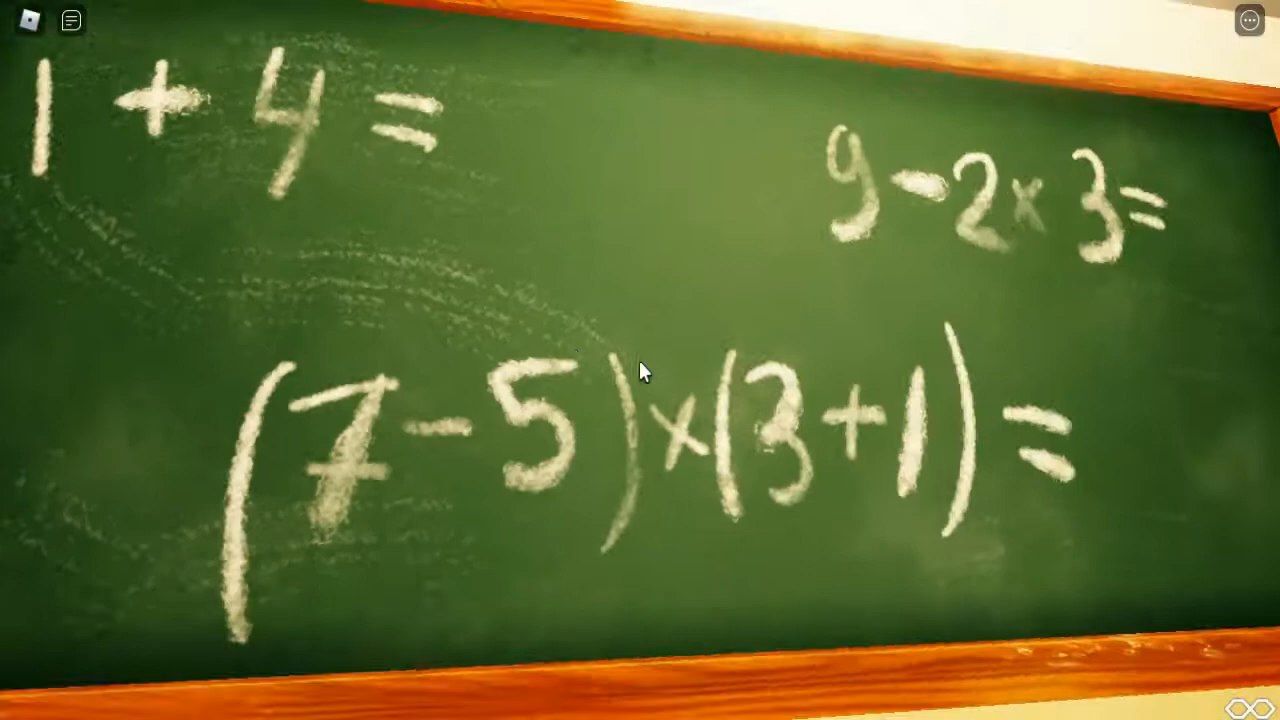 1 + 4 =
9 - 2 x 3 =
(7 - 5) x (3 + 1) =